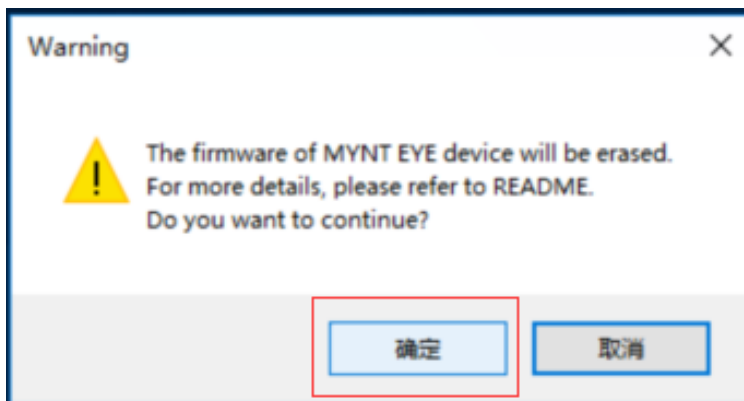 Warning
The firmware of MYNT EYE device will be erased.
For more details, please refer to README.
Do you want to continue?
确定
取消